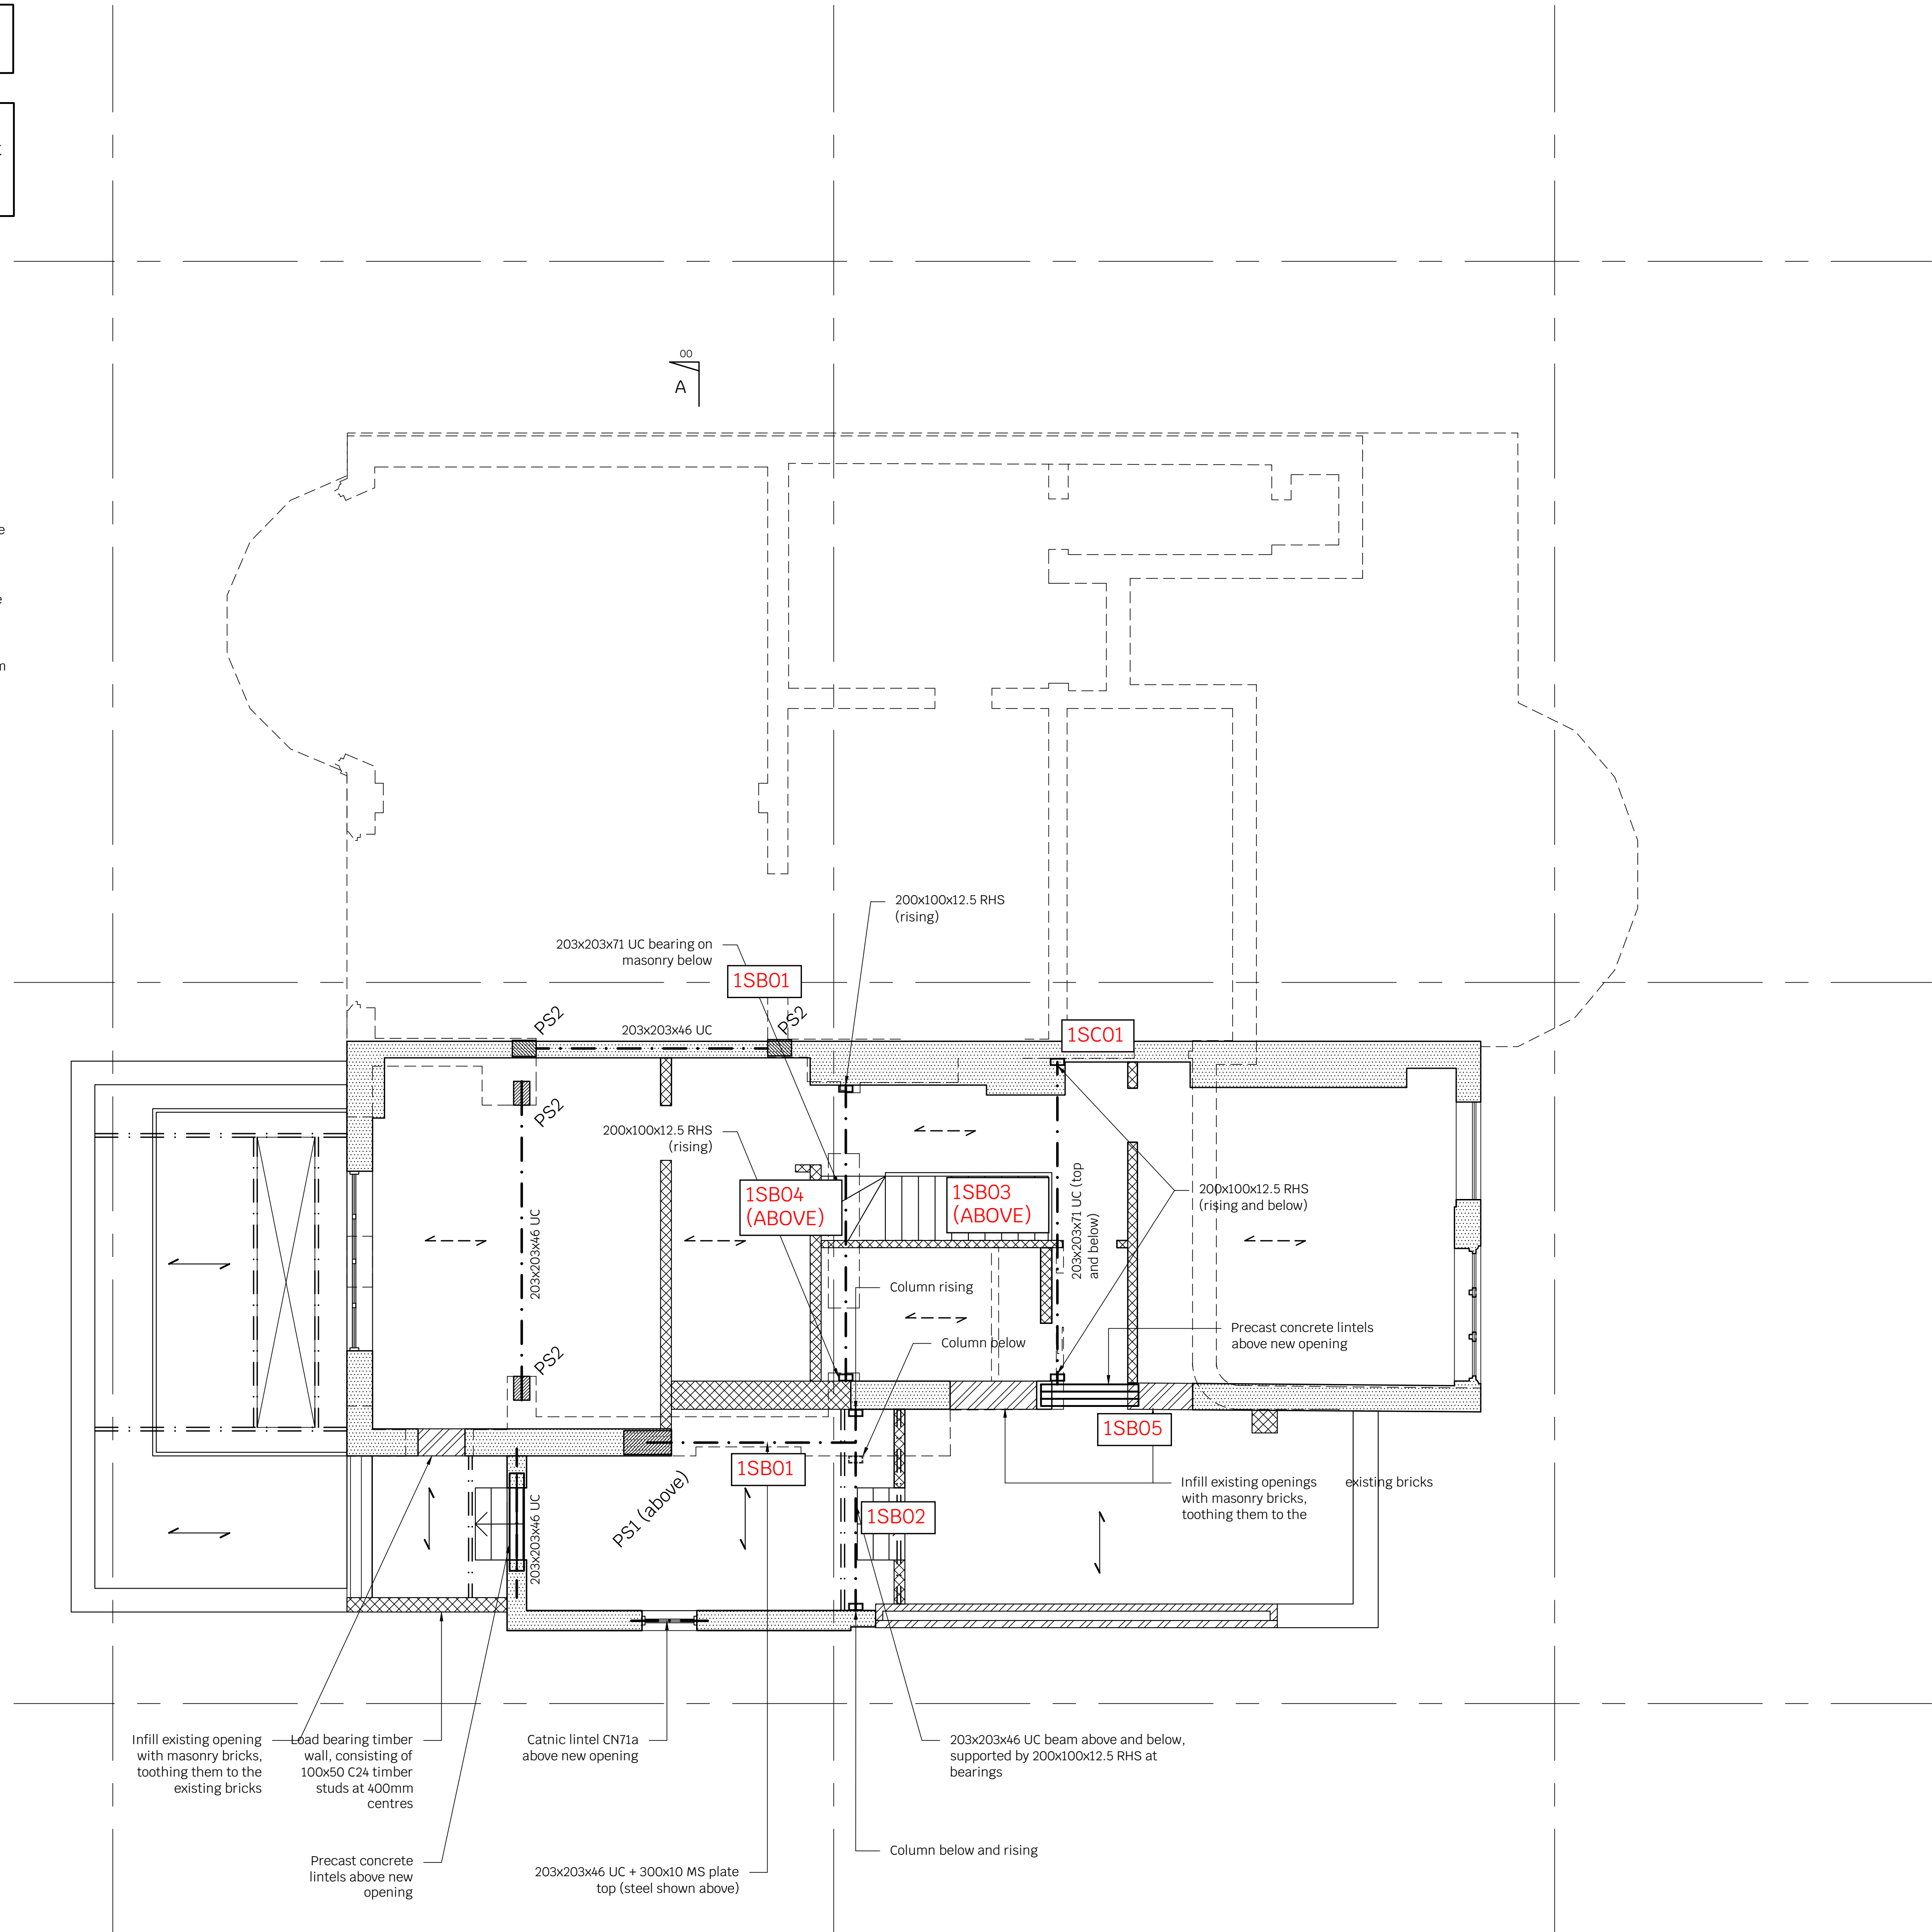 00
A
e
e
m
200x100x12.5 RHS
(rising)
203x203x71 UC bearing on
masonry below
1SB01
PS2
203x203x46 UC
PS2
1SC01
PS2
200x100x12.5 RHS
(rising)
1SB04
(ABOVE)
1SB03
(ABOVE)
203x203x71 UC (top
and below)
200x100x12.5 RHS
(rising and below)
203x203x46 UC
Column rising
Column below
Precast concrete lintels
above new opening
PS2
1SB05
1SB01
Infill existing openings
with masonry bricks,
toothing them to the
existing bricks
PS1 (above)
203x203x46 UC
1SB02
Infill existing opening
with masonry bricks,
toothing them to the
existing bricks
Load bearing timber
wall, consisting of
100x50 C24 timber
studs at 400mm
centres
Catnic lintel CN71a
above new opening
203x203x46 UC beam above and below,
supported by 200x100x12.5 RHS at
bearings
Precast concrete
lintels above new
opening
203x203x46 UC + 300x10 MS plate
top (steel shown above)
Column below and rising